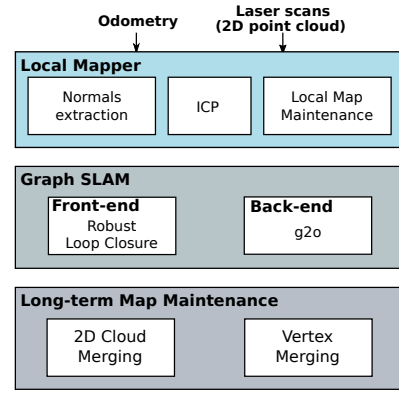 Odometry
Laser scans
(2D point cloud)
Local Mapper
Normals
extraction
ICP
Local Map
Maintenance
Graph SLAM
Front-end
Robust
Loop Closure
Back-end
g2o
Long-term Map Maintenance
2D Cloud
Merging
Vertex
Merging